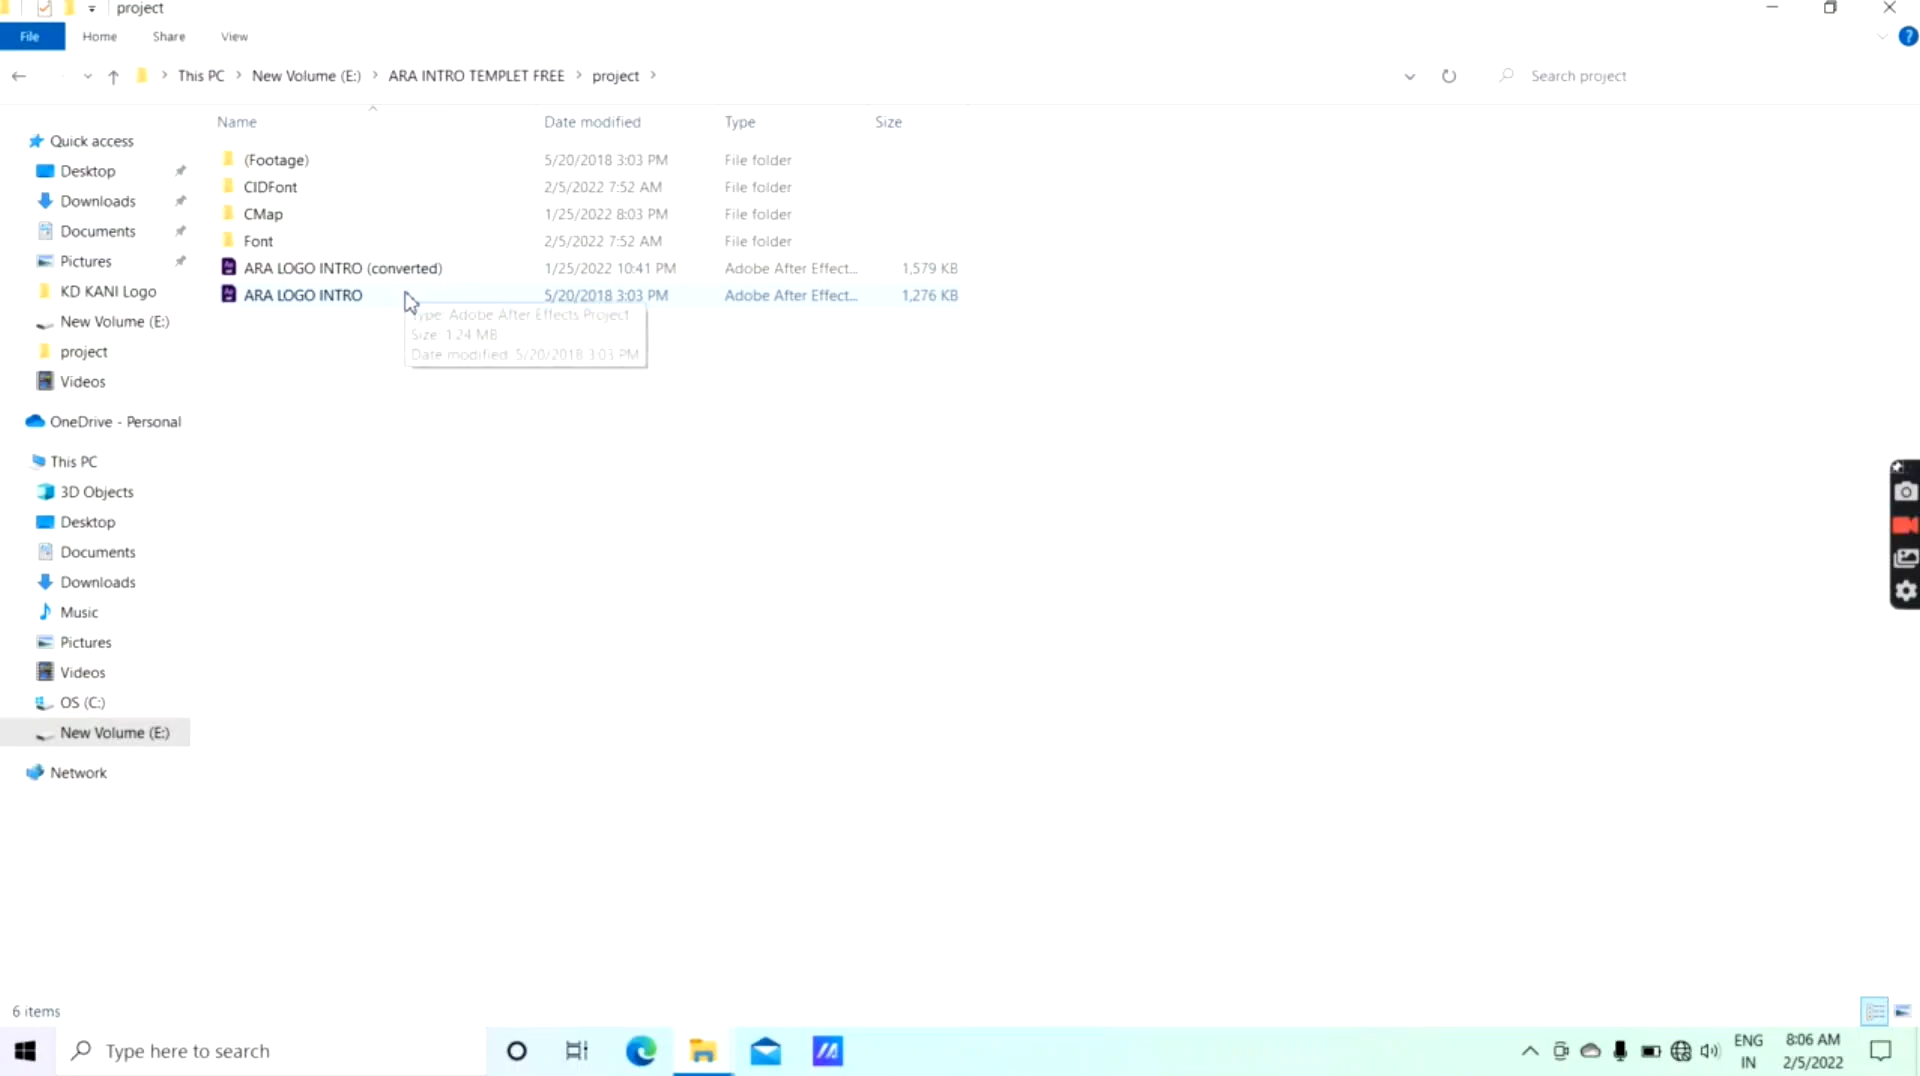 project
File Home Share View
This PC > New Volume (E:) > ARA INTRO TEMPLET FREE > project >
Search project
Name Date modified Type Size
(Footage) 5/20/2018 3:03 PM File folder
CIDFont 2/5/2022 7:52 AM File folder
CMap 1/25/2022 8:03 PM File folder
Font 2/5/2022 7:52 AM File folder
ARA LOGO INTRO (converted) 1/25/2022 10:41 PM Adobe After Effect... 1,579 KB
ARA LOGO INTRO 5/20/2018 3:03 PM Adobe After Effect... 1,276 KB
Type: Adobe After Effects Project
Size: 1.24 MB
Date modified: 5/20/2018 3:03 PM
Quick access
Desktop
Downloads
Documents
Pictures
KD KANI Logo
New Volume (E:)
project
Videos
OneDrive - Personal
This PC
3D Objects
Desktop
Documents
Downloads
Music
Pictures
Videos
OS (C:)
New Volume (E:)
Network
6 items
Type here to search
ENG
IN
8:06 AM
2/5/2022